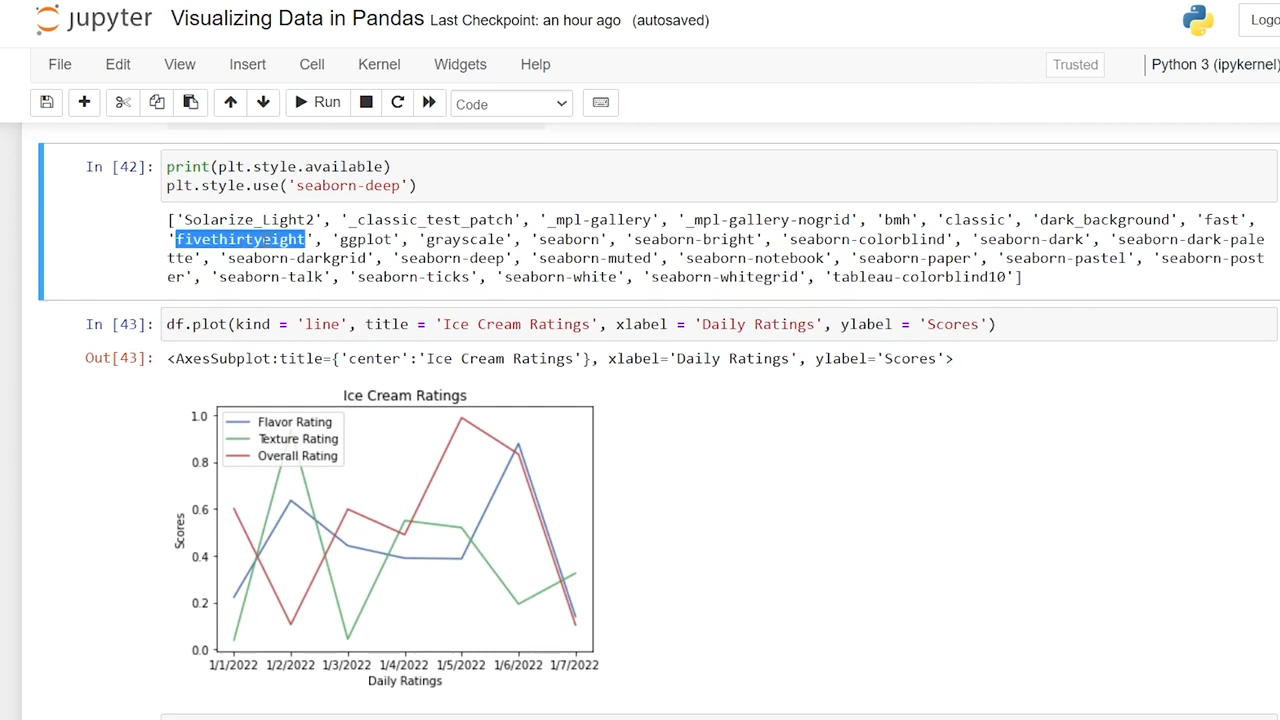 jupyter Visualizing Data in Pandas Last Checkpoint: an hour ago (autosaved)
File Edit View Insert Cell Kernel Widgets Help Trusted Python 3 (ipykernel)
Run Code
In [42]: print(plt.style.available)
plt.style.use('seaborn-deep')
['Solarize_Light2', '_classic_test_patch', '_mpl-gallery', '_mpl-gallery-nogrid', 'bmh', 'classic', 'dark_background', 'fast',
'fivethirtyeight', 'ggplot', 'grayscale', 'seaborn', 'seaborn-bright', 'seaborn-colorblind', 'seaborn-dark', 'seaborn-dark-pale
tte', 'seaborn-darkgrid', 'seaborn-deep', 'seaborn-muted', 'seaborn-notebook', 'seaborn-paper', 'seaborn-pastel', 'seaborn-post
er', 'seaborn-talk', 'seaborn-ticks', 'seaborn-white', 'seaborn-whitegrid', 'tableau-colorblind10']
In [43]: df.plot(kind = 'line', title = 'Ice Cream Ratings', xlabel = 'Daily Ratings', ylabel = 'Scores')
Out[43]: <AxesSubplot:title={'center':'Ice Cream Ratings'}, xlabel='Daily Ratings', ylabel='Scores'>
Ice Cream Ratings
Flavor Rating
Texture Rating
Overall Rating
Scores
1.0
0.8
0.6
0.4
0.2
0.0
1/1/2022 1/2/2022 1/3/2022 1/4/2022 1/5/2022 1/6/2022 1/7/2022
Daily Ratings